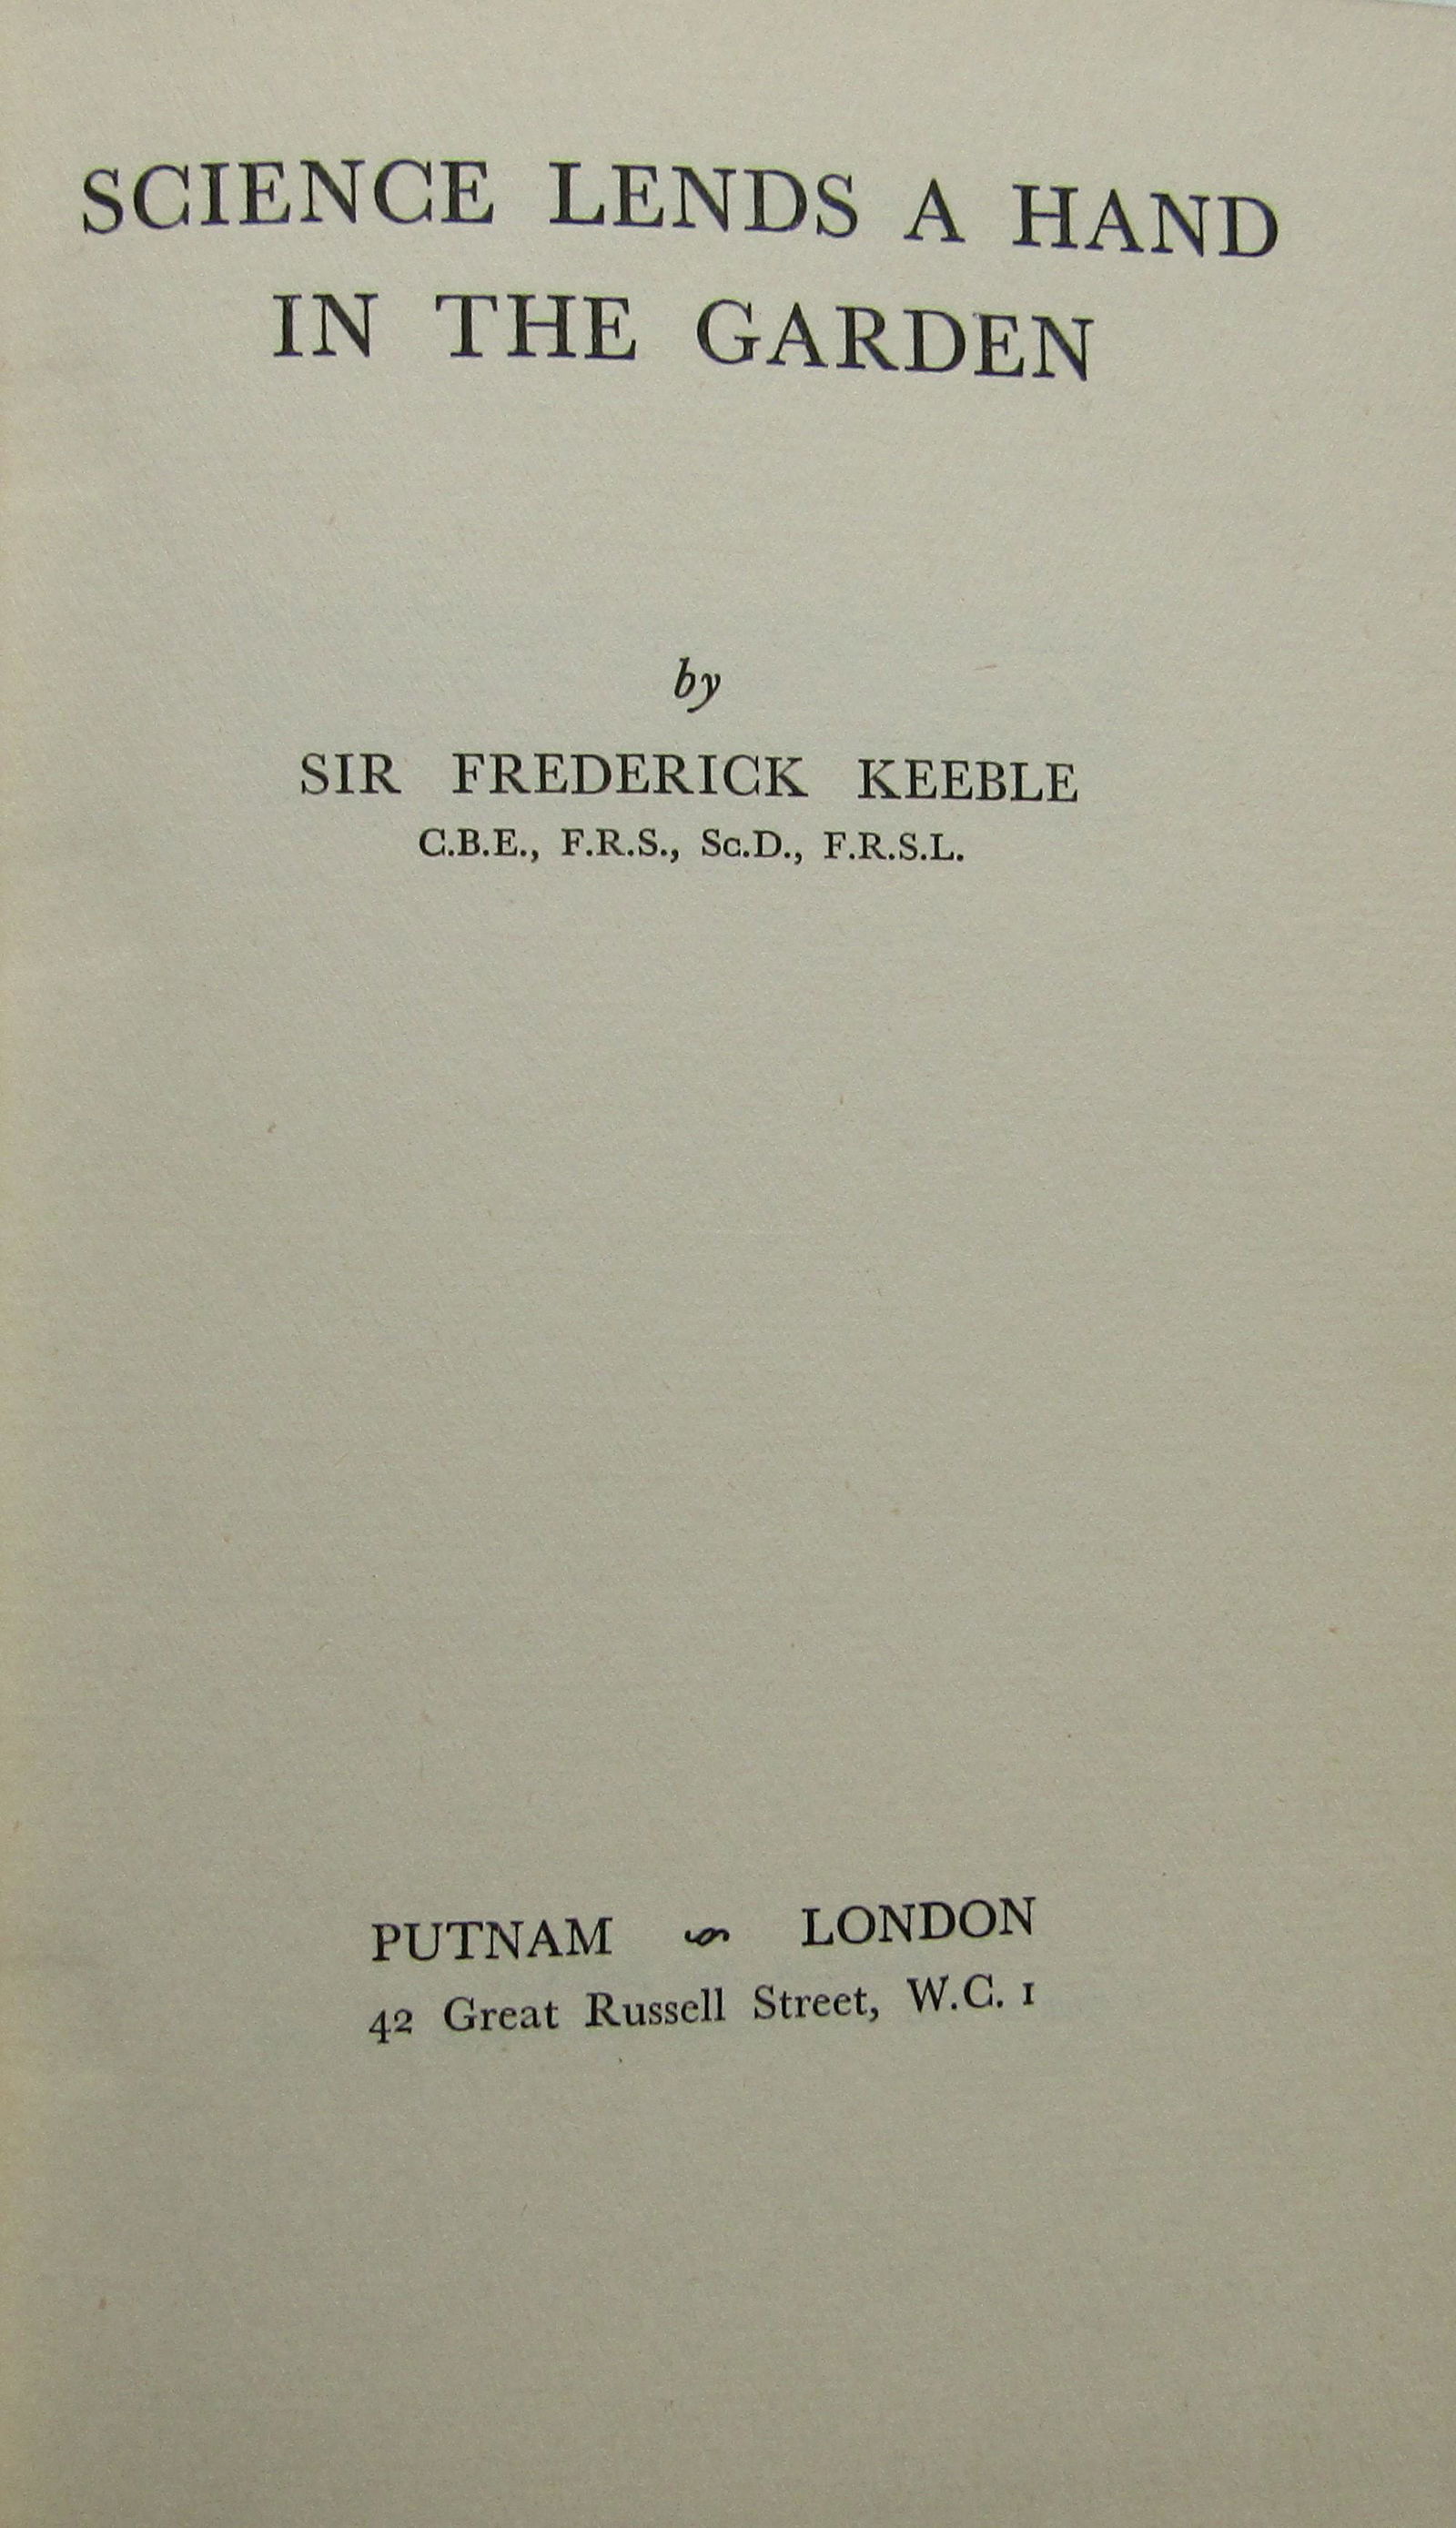 SCIENCE LENDS A HAND
IN THE GARDEN
by
SIR FREDERICK KEEBLE
C.B.E., F.R.S., Sc.D., F.R.S.L.
PUTNAM LONDON
42 Great Russell Street, W.C. 1